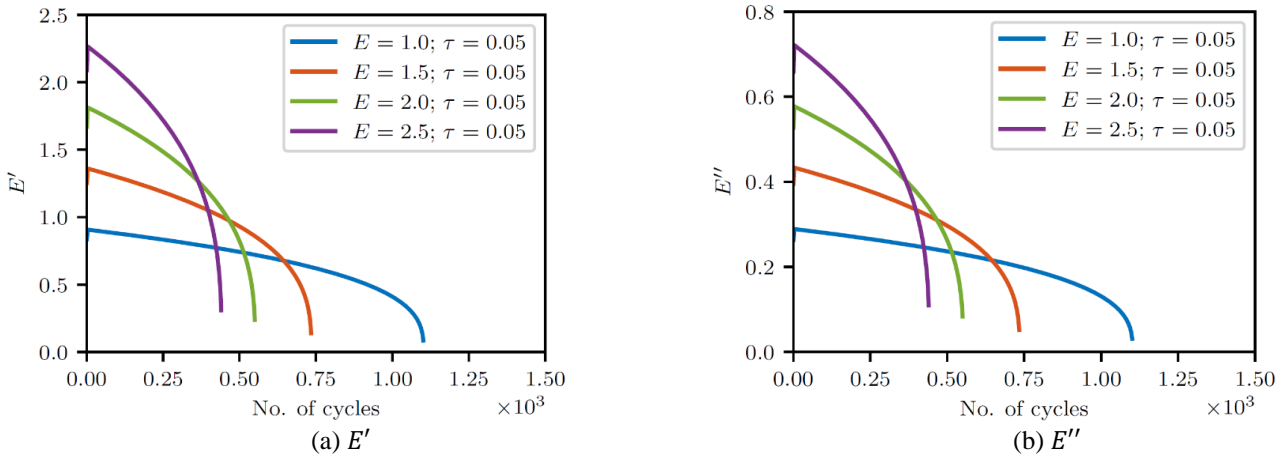 2.5
2.0
1.5
1.0
0.5
0.0
E′
E = 1.0; τ = 0.05
E = 1.5; τ = 0.05
E = 2.0; τ = 0.05
E = 2.5; τ = 0.05
0.00 0.25 0.50 0.75 1.00 1.25 1.50
No. of cycles ×10³
(a) E′
0.8
0.6
0.4
0.2
0.0
E″
E = 1.0; τ = 0.05
E = 1.5; τ = 0.05
E = 2.0; τ = 0.05
E = 2.5; τ = 0.05
0.00 0.25 0.50 0.75 1.00 1.25 1.50
No. of cycles ×10³
(b) E″